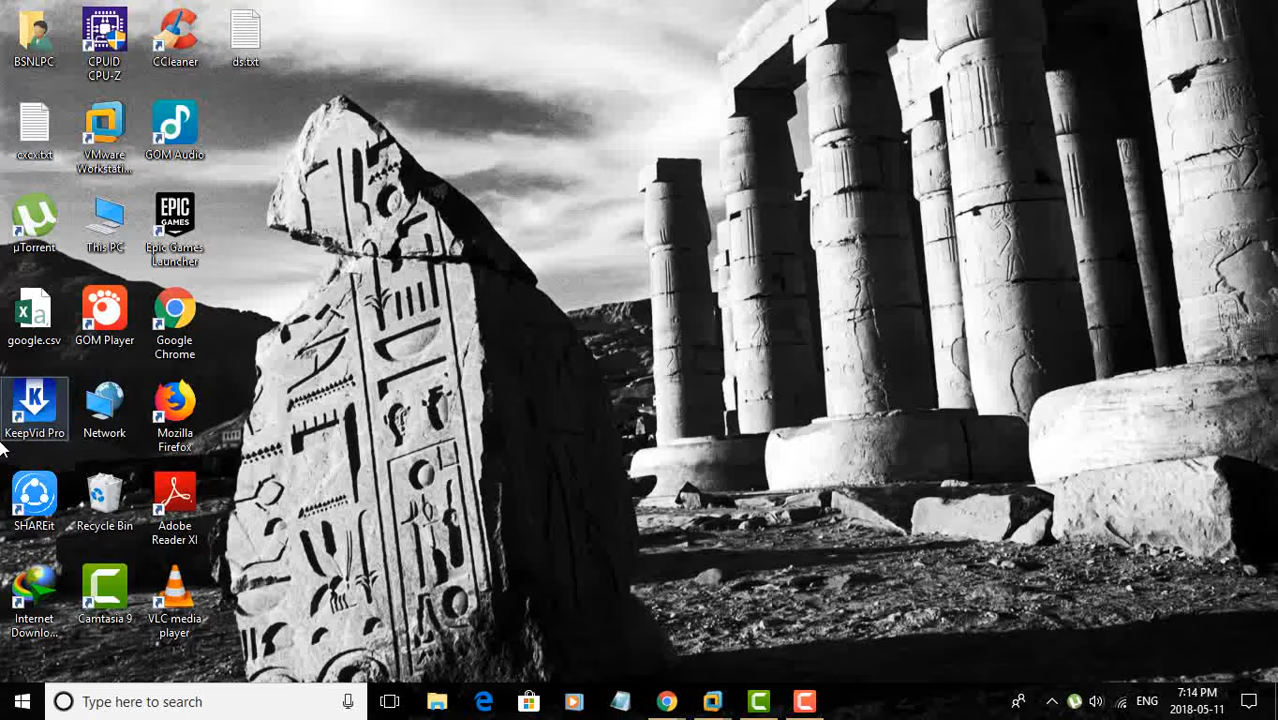 BSNLPC
CPUID
CPU-Z
CCleaner
ds.txt
cxcx.txt
VMware
Workstati...
GOM Audio
µTorrent
This PC
EPIC
GAMES
Epic Games
Launcher
google.csv
GOM Player
Google
Chrome
KeepVid Pro
Network
Mozilla
Firefox
SHAREit
Recycle Bin
Adobe
Reader XI
Internet
Downlo...
Camtasia 9
VLC media
player
Type here to search
ENG
7:14 PM
2018-05-11